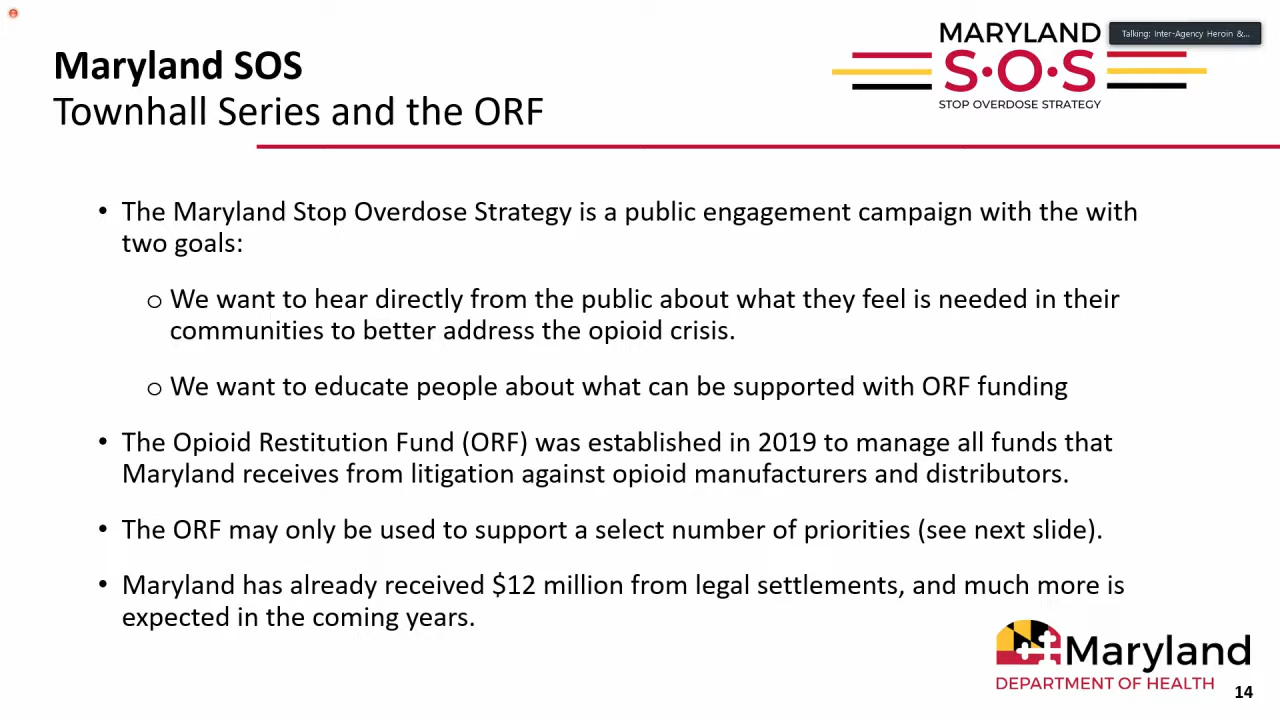 Maryland SOS
Townhall Series and the ORF
MARYLAND
S•O•S
STOP OVERDOSE STRATEGY
Talking: Inter-Agency Heroin &...
• The Maryland Stop Overdose Strategy is a public engagement campaign with the with
two goals:
o We want to hear directly from the public about what they feel is needed in their
communities to better address the opioid crisis.
o We want to educate people about what can be supported with ORF funding
• The Opioid Restitution Fund (ORF) was established in 2019 to manage all funds that
Maryland receives from litigation against opioid manufacturers and distributors.
• The ORF may only be used to support a select number of priorities (see next slide).
• Maryland has already received $12 million from legal settlements, and much more is
expected in the coming years.
Maryland
DEPARTMENT OF HEALTH
14